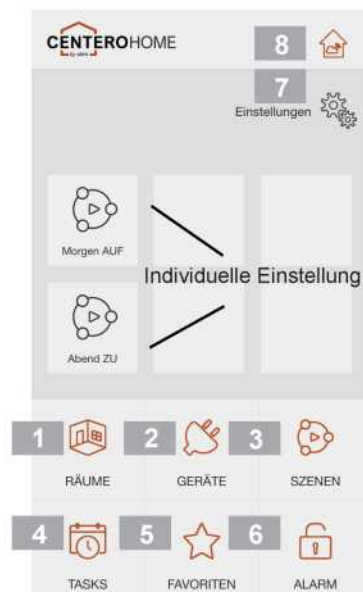 CENTEROHOME
by elero
8
7
Einstellungen
Morgen AUF
Individuelle Einstellung
Abend ZU
1 2 3
RÄUME GERÄTE SZENEN
4 5 6
TASKS FAVORITEN ALARM